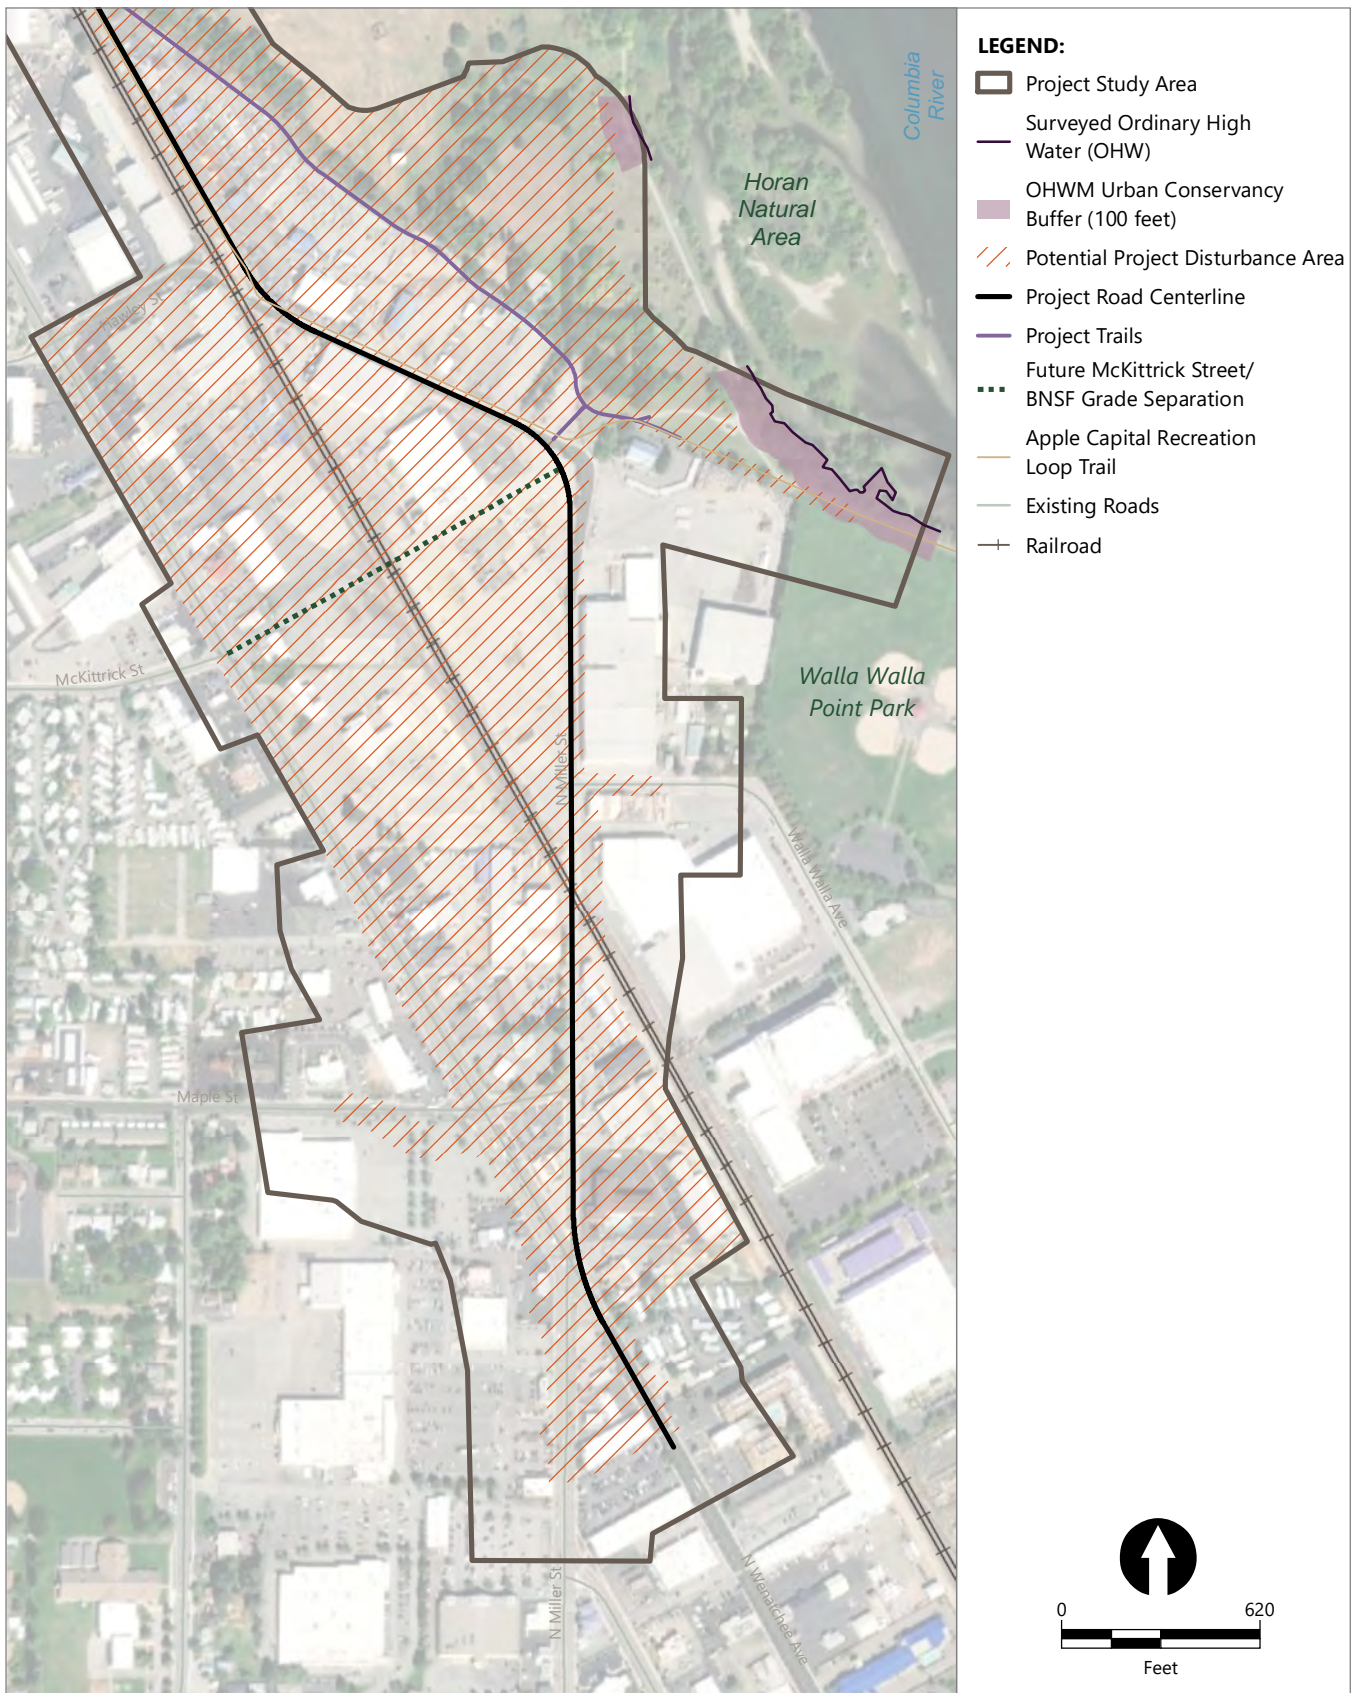 Columbia
River
Horan
Natural
Area
Hawley St
McKittrick St
Walla Walla
Point Park
N Miller St
Walla Walla Ave
Maple St
N Miller St
N Wenatchee Ave
LEGEND:
Project Study Area
Surveyed Ordinary High
Water (OHW)
OHWM Urban Conservancy
Buffer (100 feet)
Potential Project Disturbance Area
Project Road Centerline
Project Trails
Future McKittrick Street/
BNSF Grade Separation
Apple Capital Recreation
Loop Trail
Existing Roads
Railroad
0 620
Feet